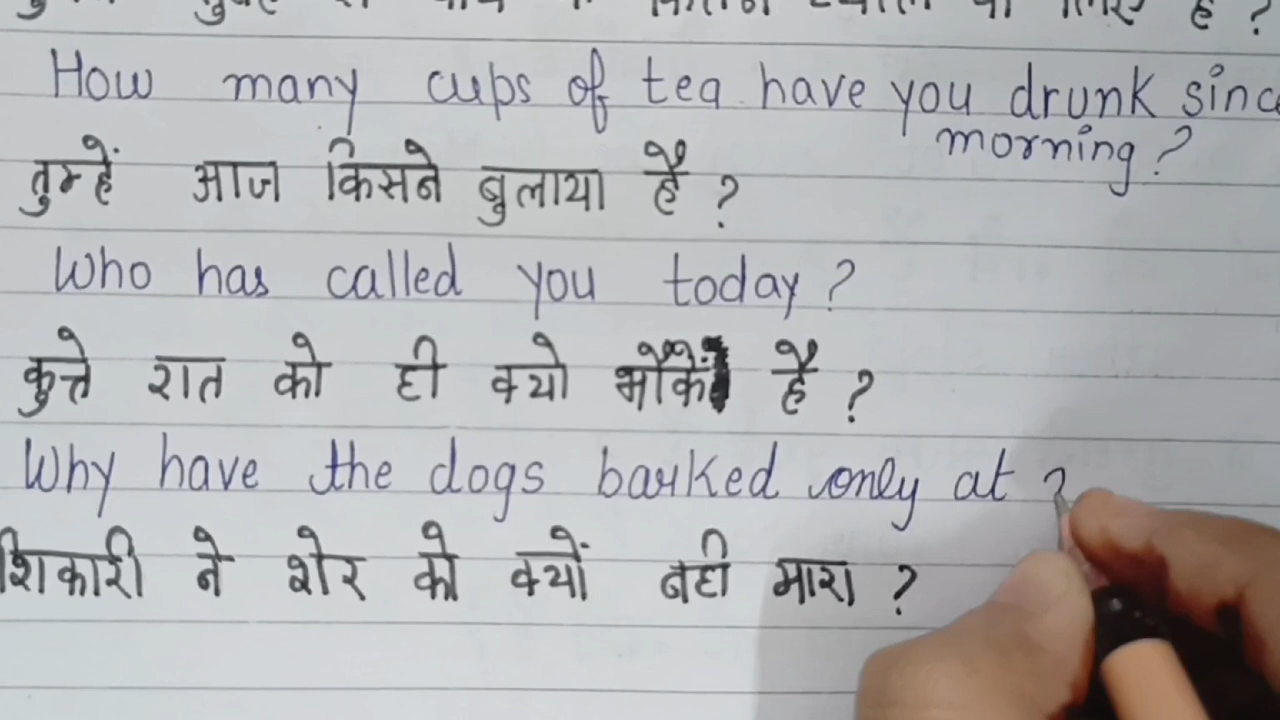 है ?
How many cups of tea have you drunk
morning ?
तुम्हें आज किसने बुलाया है ?
Who has called you today ?
कुत्ते रात को ही क्यो भौंके है ?
Why have the dogs barked only at
शिकारी ने शेर को क्यों नही मारा ?